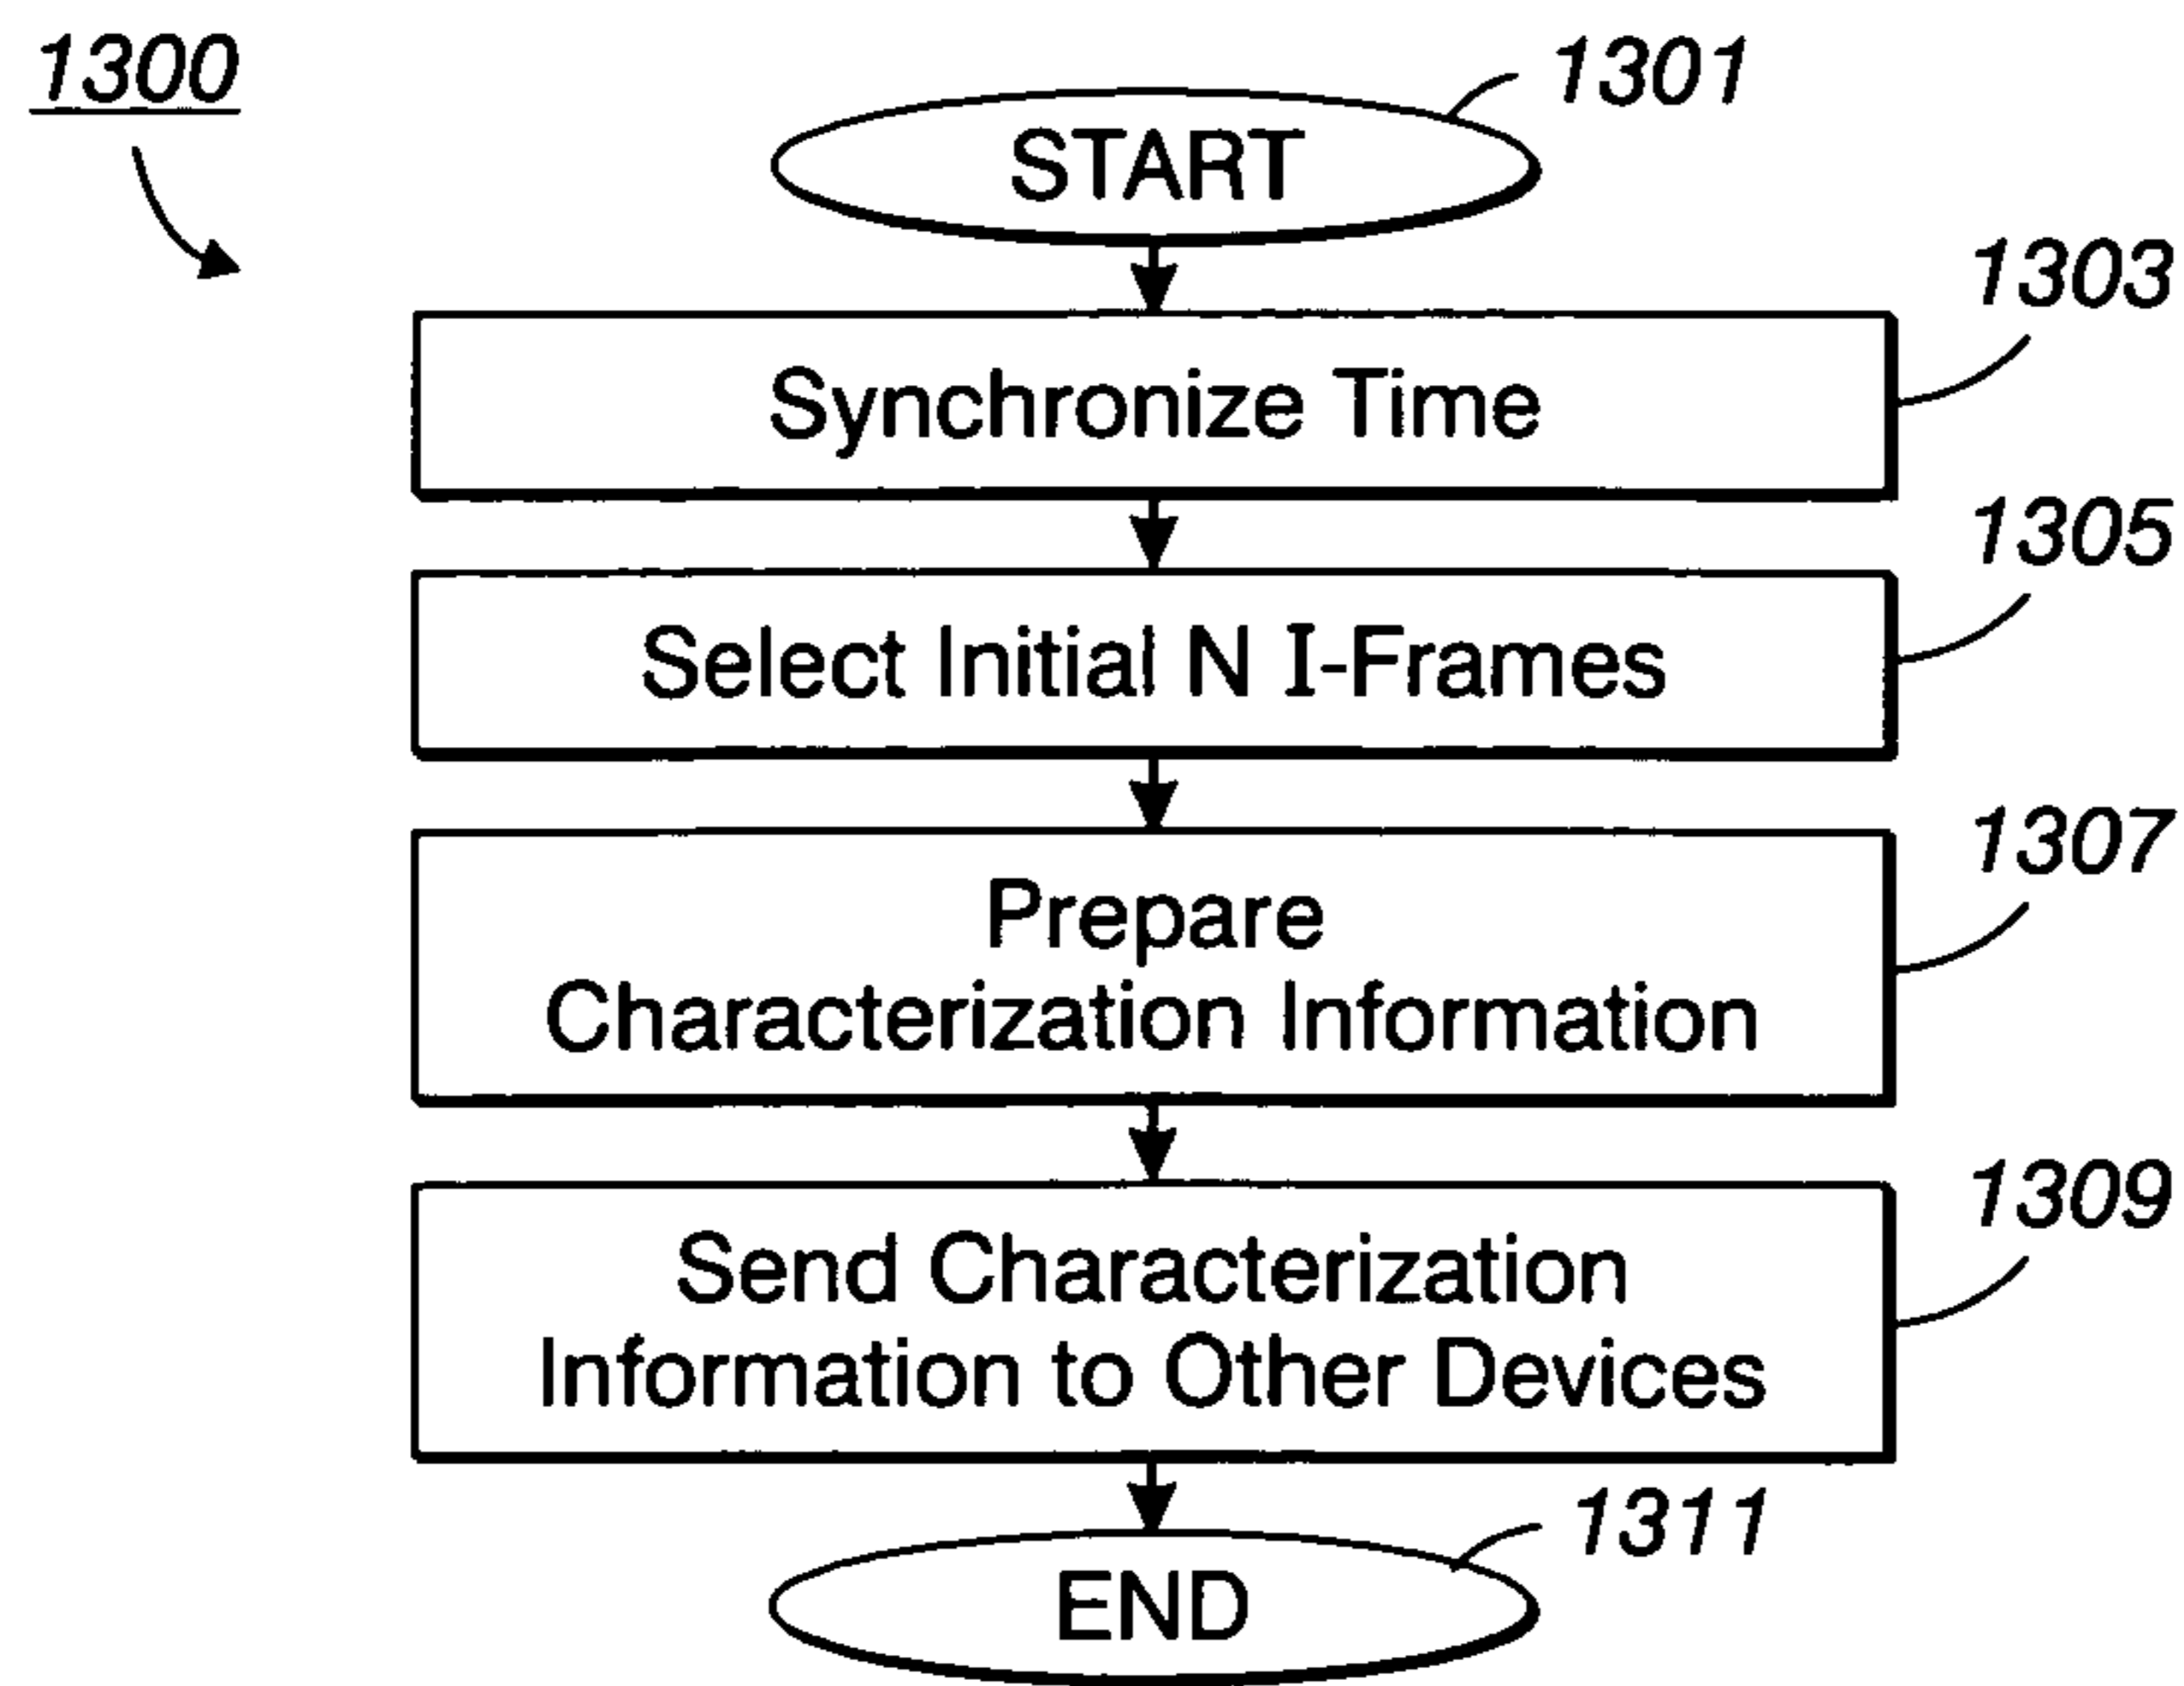 1300
1301
START
1303
Synchronize Time
1305
Select Initial N I-Frames
1307
Prepare
Characterization Information
1309
Send Characterization
Information to Other Devices
1311
END